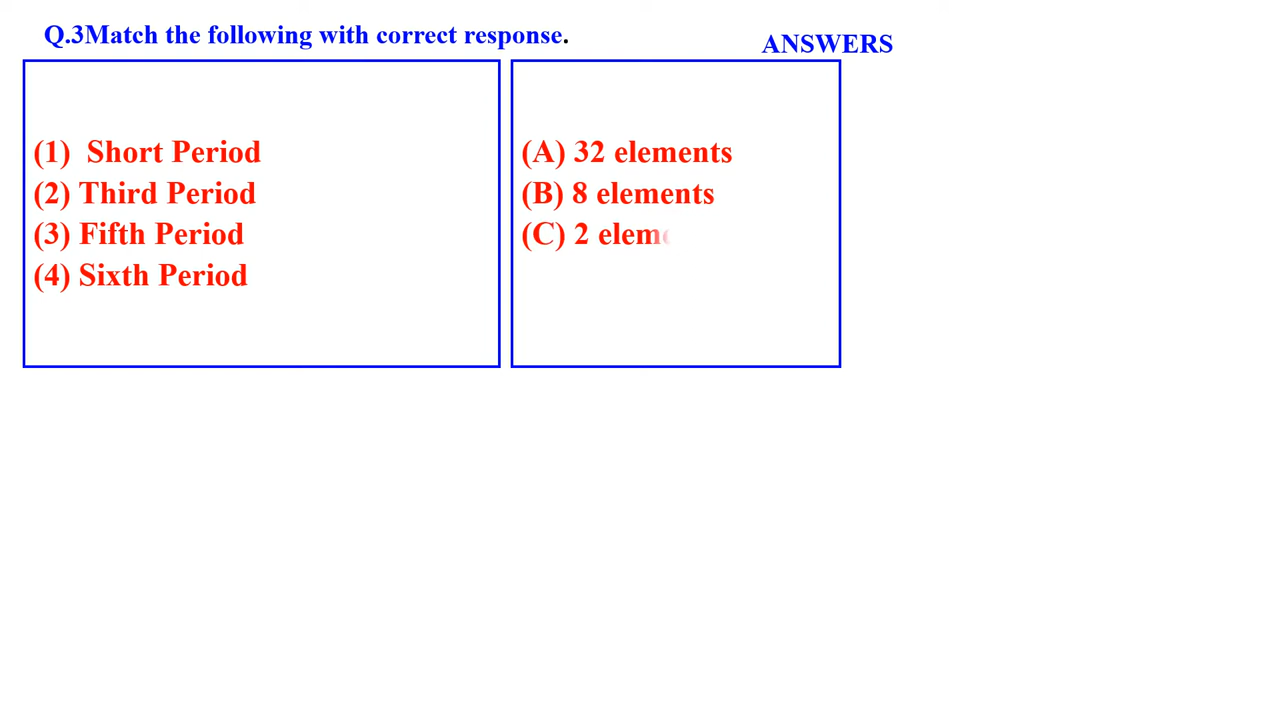 Q.3Match the following with correct response.
ANSWERS
(1) Short Period
(2) Third Period
(3) Fifth Period
(4) Sixth Period
(A) 32 elements
(B) 8 elements
(C) 2 elem